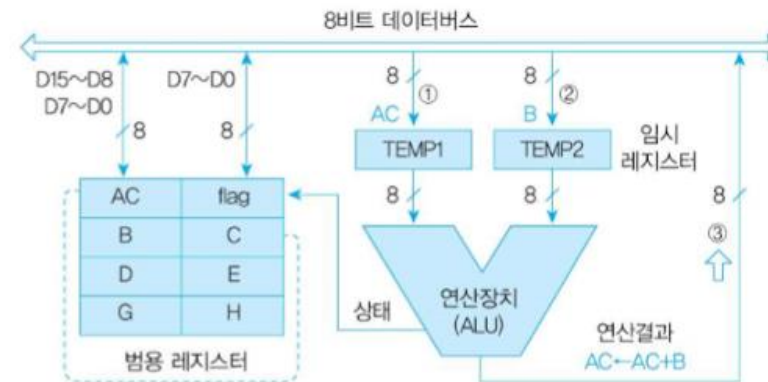 8비트 데이터버스
D15~D8
D7~D0
D7~D0
8
8
8
①
8
②
AC
B
TEMP1
TEMP2
임시
레지스터
8
8
8
③
AC
flag
B
C
D
E
G
H
범용 레지스터
상태
연산장치
(ALU)
연산결과
AC←AC+B